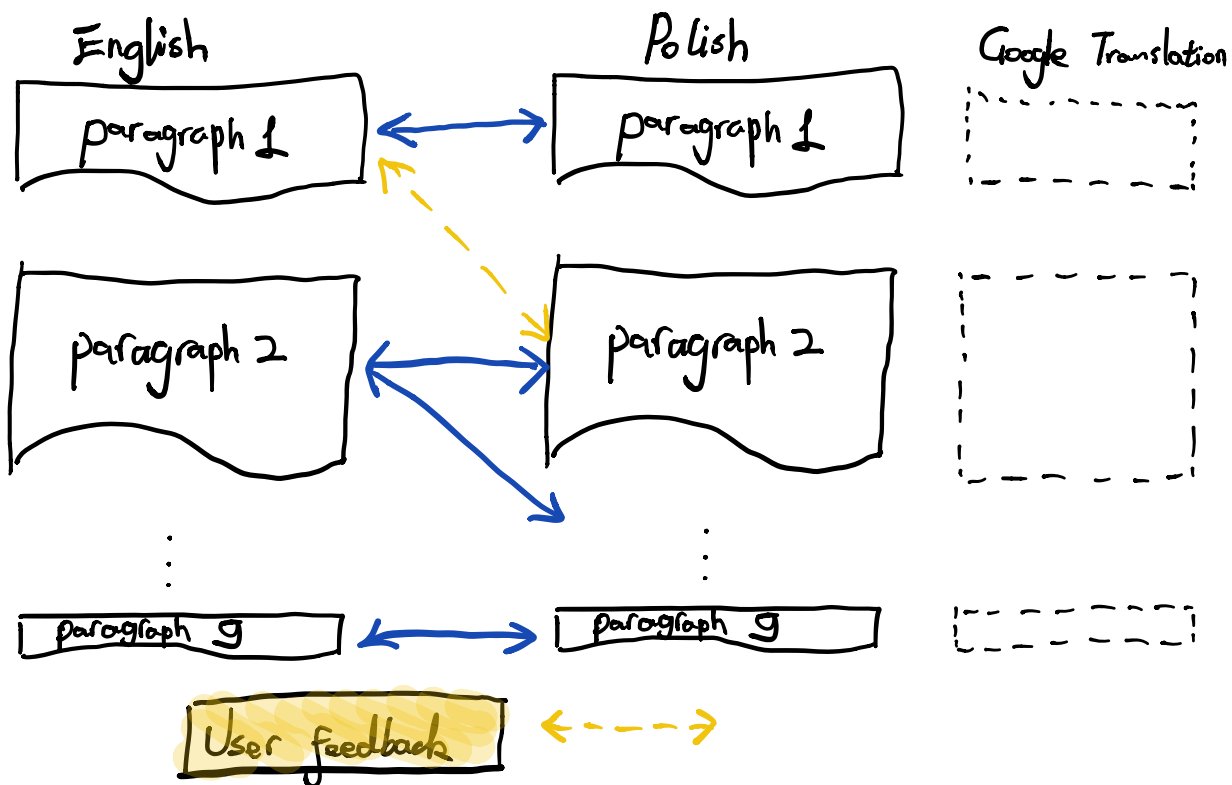 English
Polish
Google Translation
paragraph 1
paragraph 1
paragraph 2
paragraph 2
paragraph 9
paragraph 9
User feedback